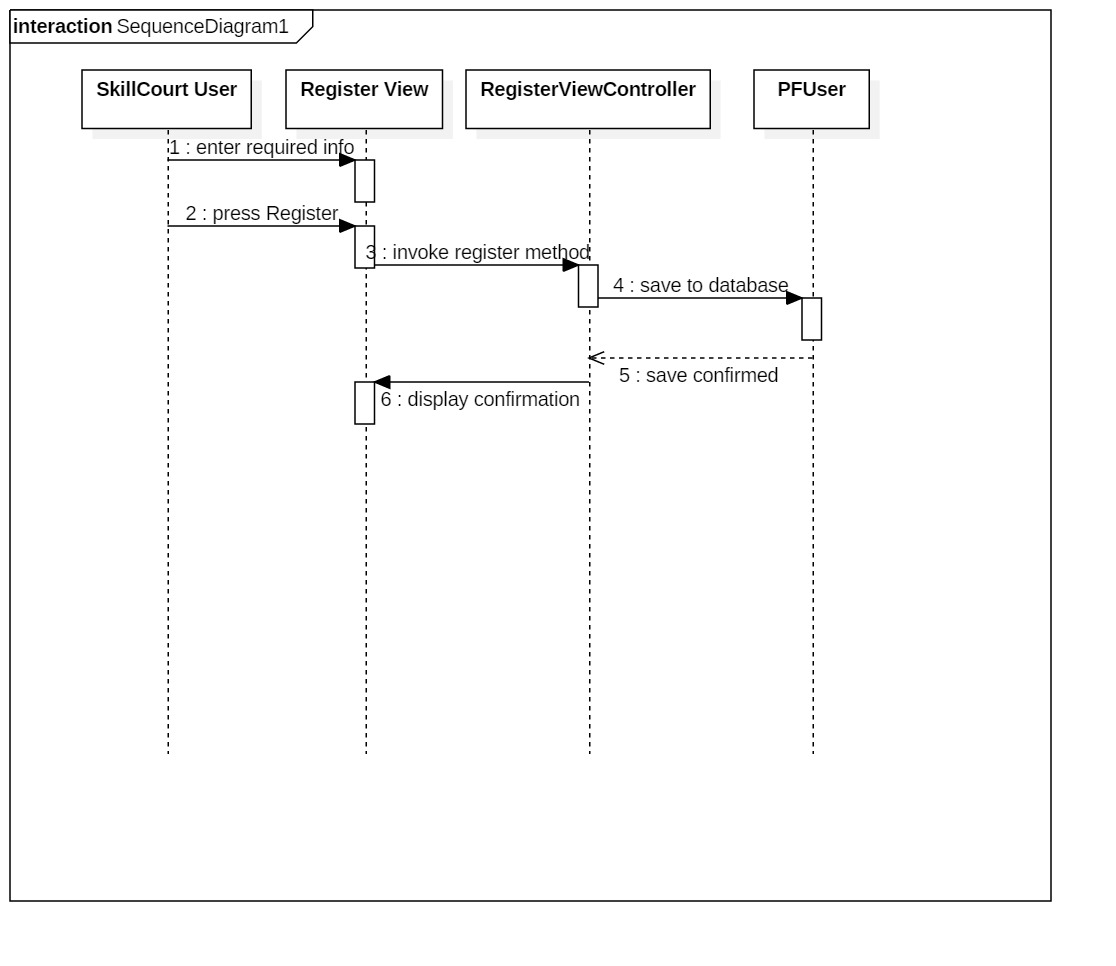 interaction SequenceDiagram1
SkillCourt User
Register View
RegisterViewController
PFUser
1 : enter required info
2 : press Register
3 : invoke register method
4 : save to database
5 : save confirmed
6 : display confirmation